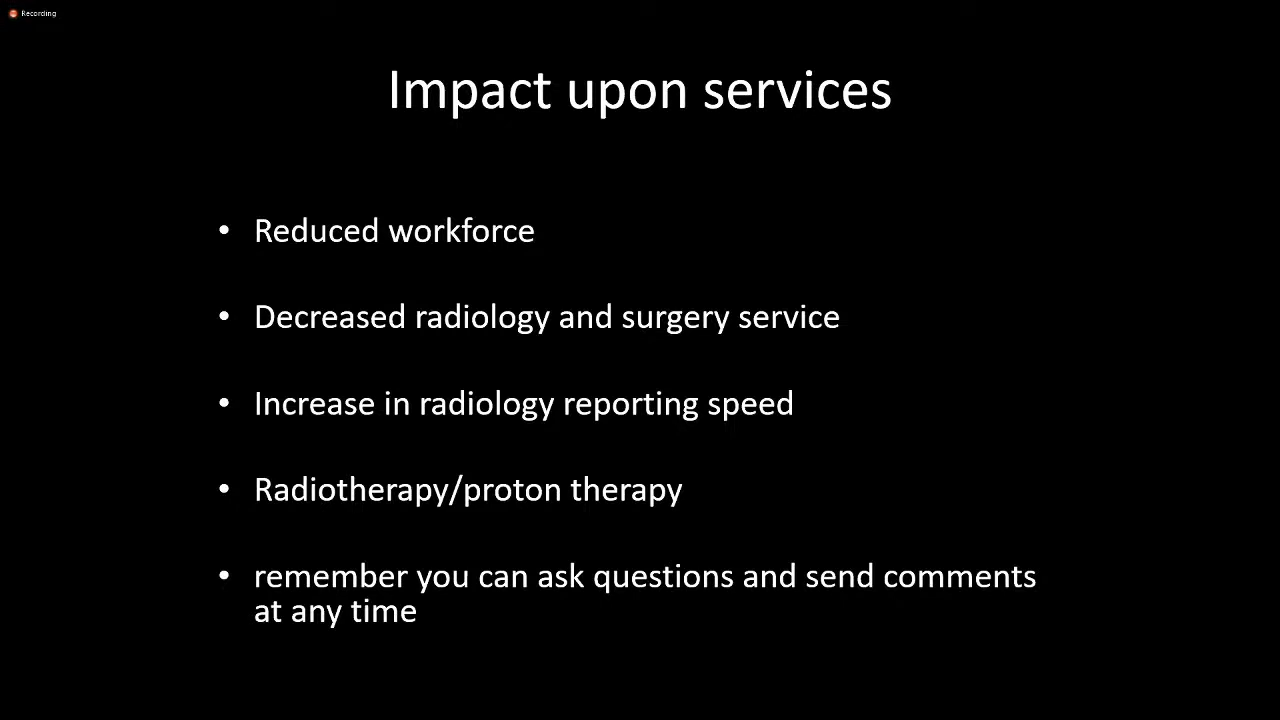 Recording
Impact upon services
• Reduced workforce
• Decreased radiology and surgery service
• Increase in radiology reporting speed
• Radiotherapy/proton therapy
• remember you can ask questions and send comments
at any time